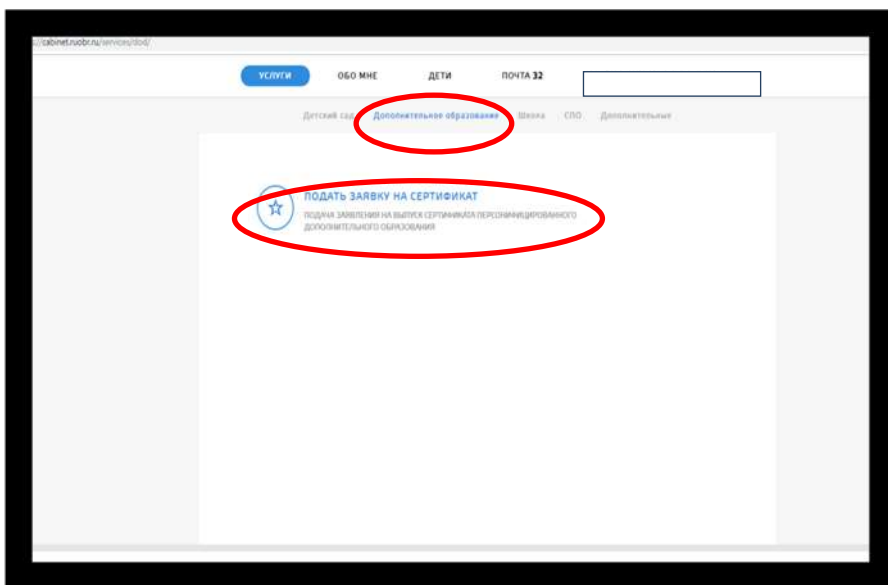 cabinet.ruobr.ru/services/dod/
УСЛУГИ ОБО МНЕ ДЕТИ ПОЧТА 32
Детский сад Дополнительное образование Школа СПО Дополнительные
ПОДАТЬ ЗАЯВКУ НА СЕРТИФИКАТ
ПОДАЧА ЗАЯВЛЕНИЯ НА ВЫПУСК СЕРТИФИКАТА ПЕРСОНИФИЦИРОВАННОГО
ДОПОЛНИТЕЛЬНОГО ОБРАЗОВАНИЯ